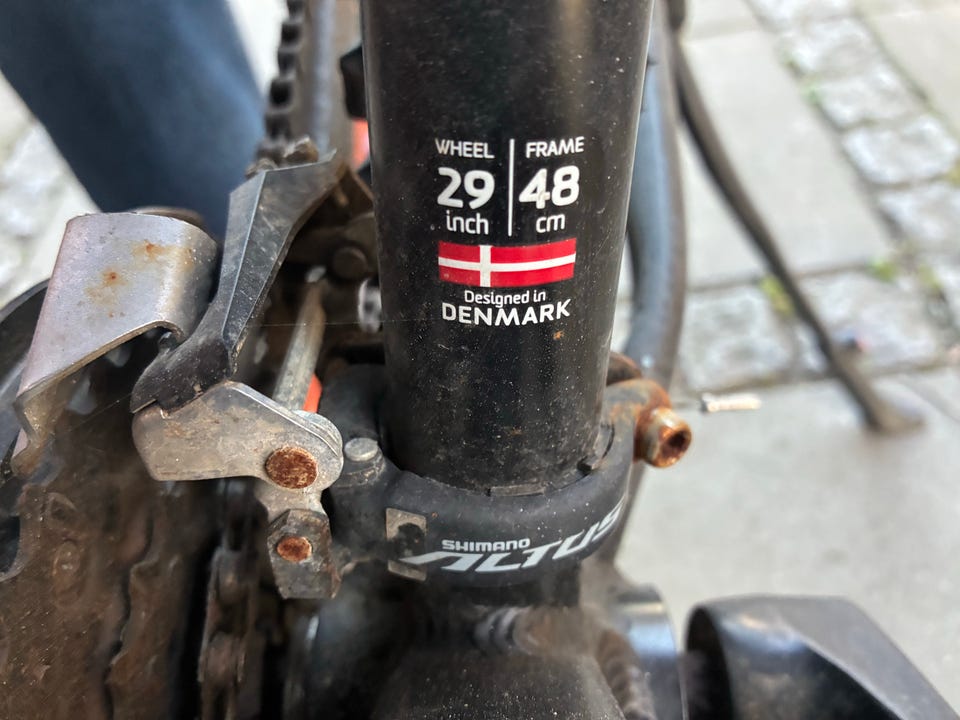 WHEEL | FRAME
29 48
inch cm
Designed in
DENMARK
SHIMANO
ALTUS